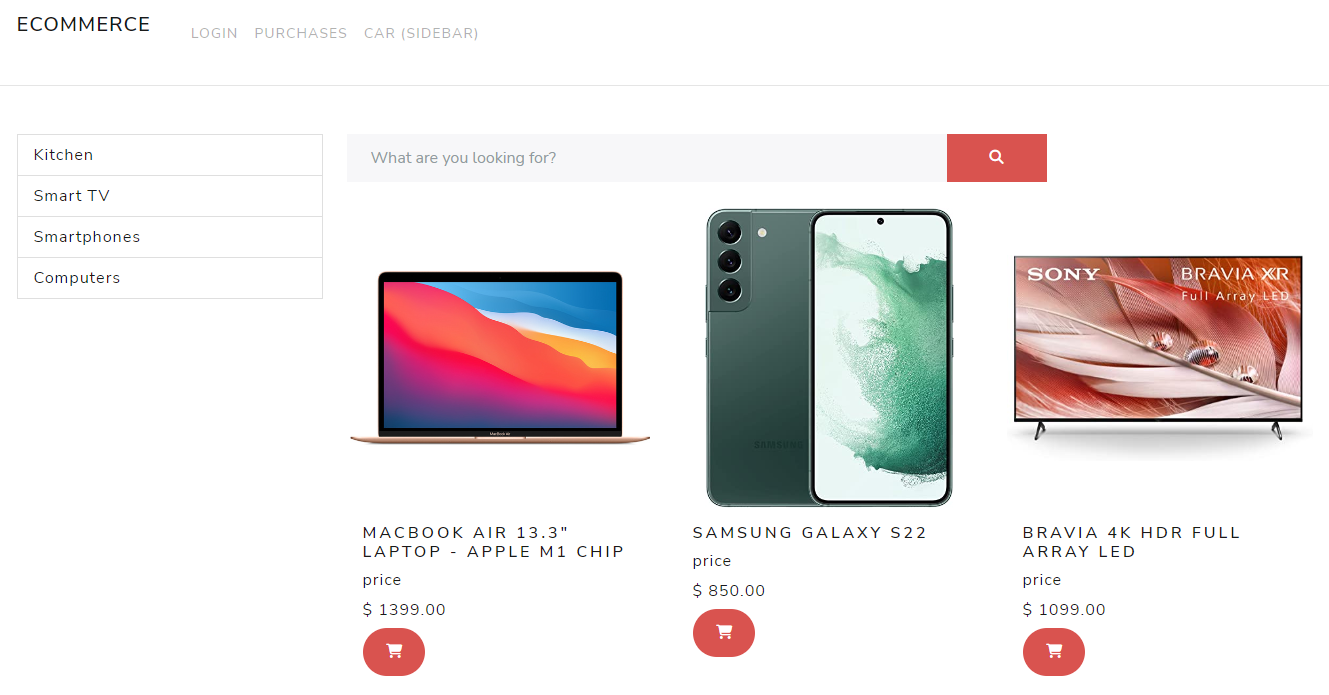 ECOMMERCE
LOGIN PURCHASES CAR (SIDEBAR)
Kitchen
Smart TV
Smartphones
Computers
What are you looking for?
MacBook Air
SAMSUNG
SONY
BRAVIA XR
Full Array LED
MACBOOK AIR 13.3"
LAPTOP - APPLE M1 CHIP
price
$ 1399.00
SAMSUNG GALAXY S22
price
$ 850.00
BRAVIA 4K HDR FULL
ARRAY LED
price
$ 1099.00